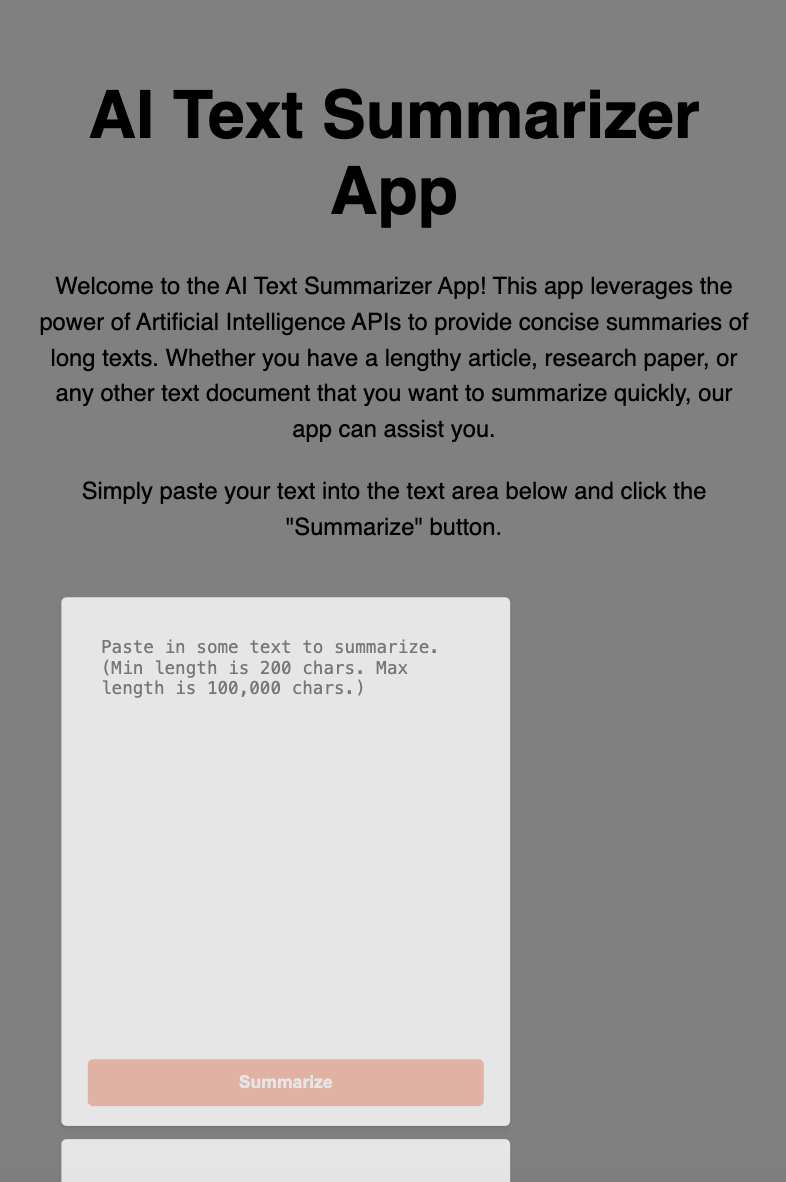 AI Text Summarizer
App
Welcome to the AI Text Summarizer App! This app leverages the
power of Artificial Intelligence APIs to provide concise summaries of
long texts. Whether you have a lengthy article, research paper, or
any other text document that you want to summarize quickly, our
app can assist you.
Simply paste your text into the text area below and click the
"Summarize" button.
Paste in some text to summarize.
(Min length is 200 chars. Max
length is 100,000 chars.)
Summarize